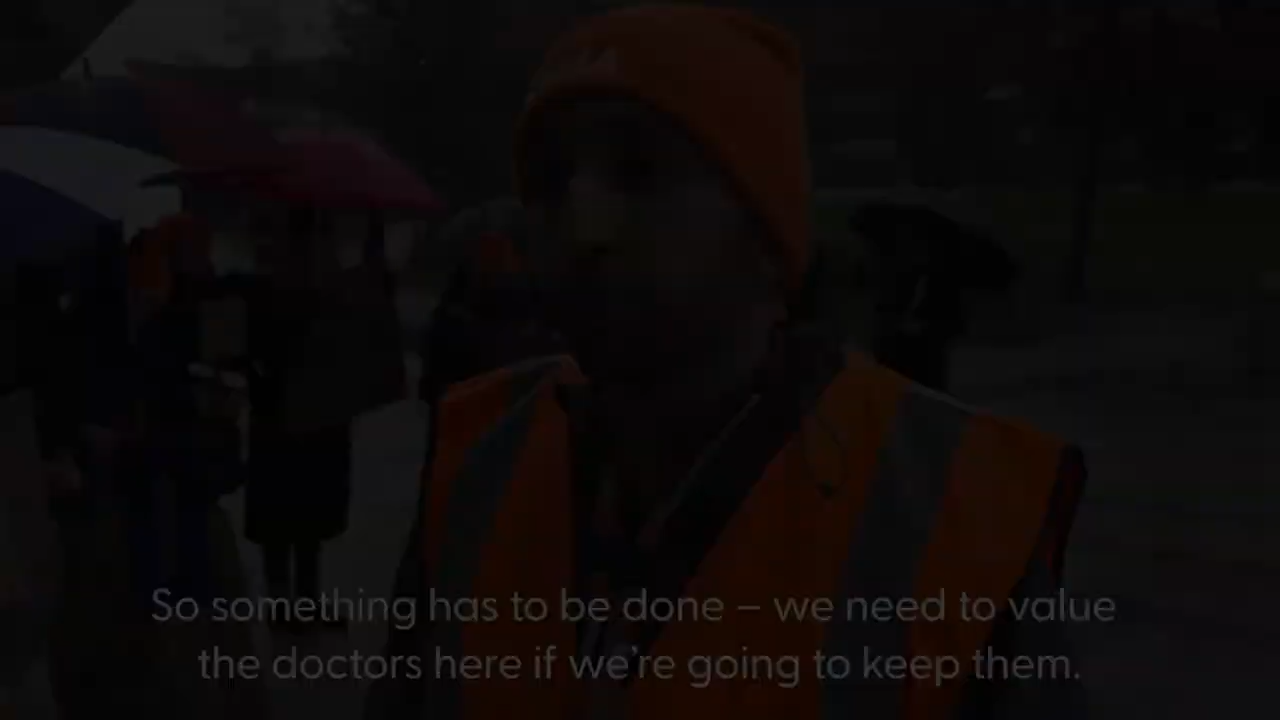 So something has to be done – we need to value
the doctors here if we’re going to keep them.